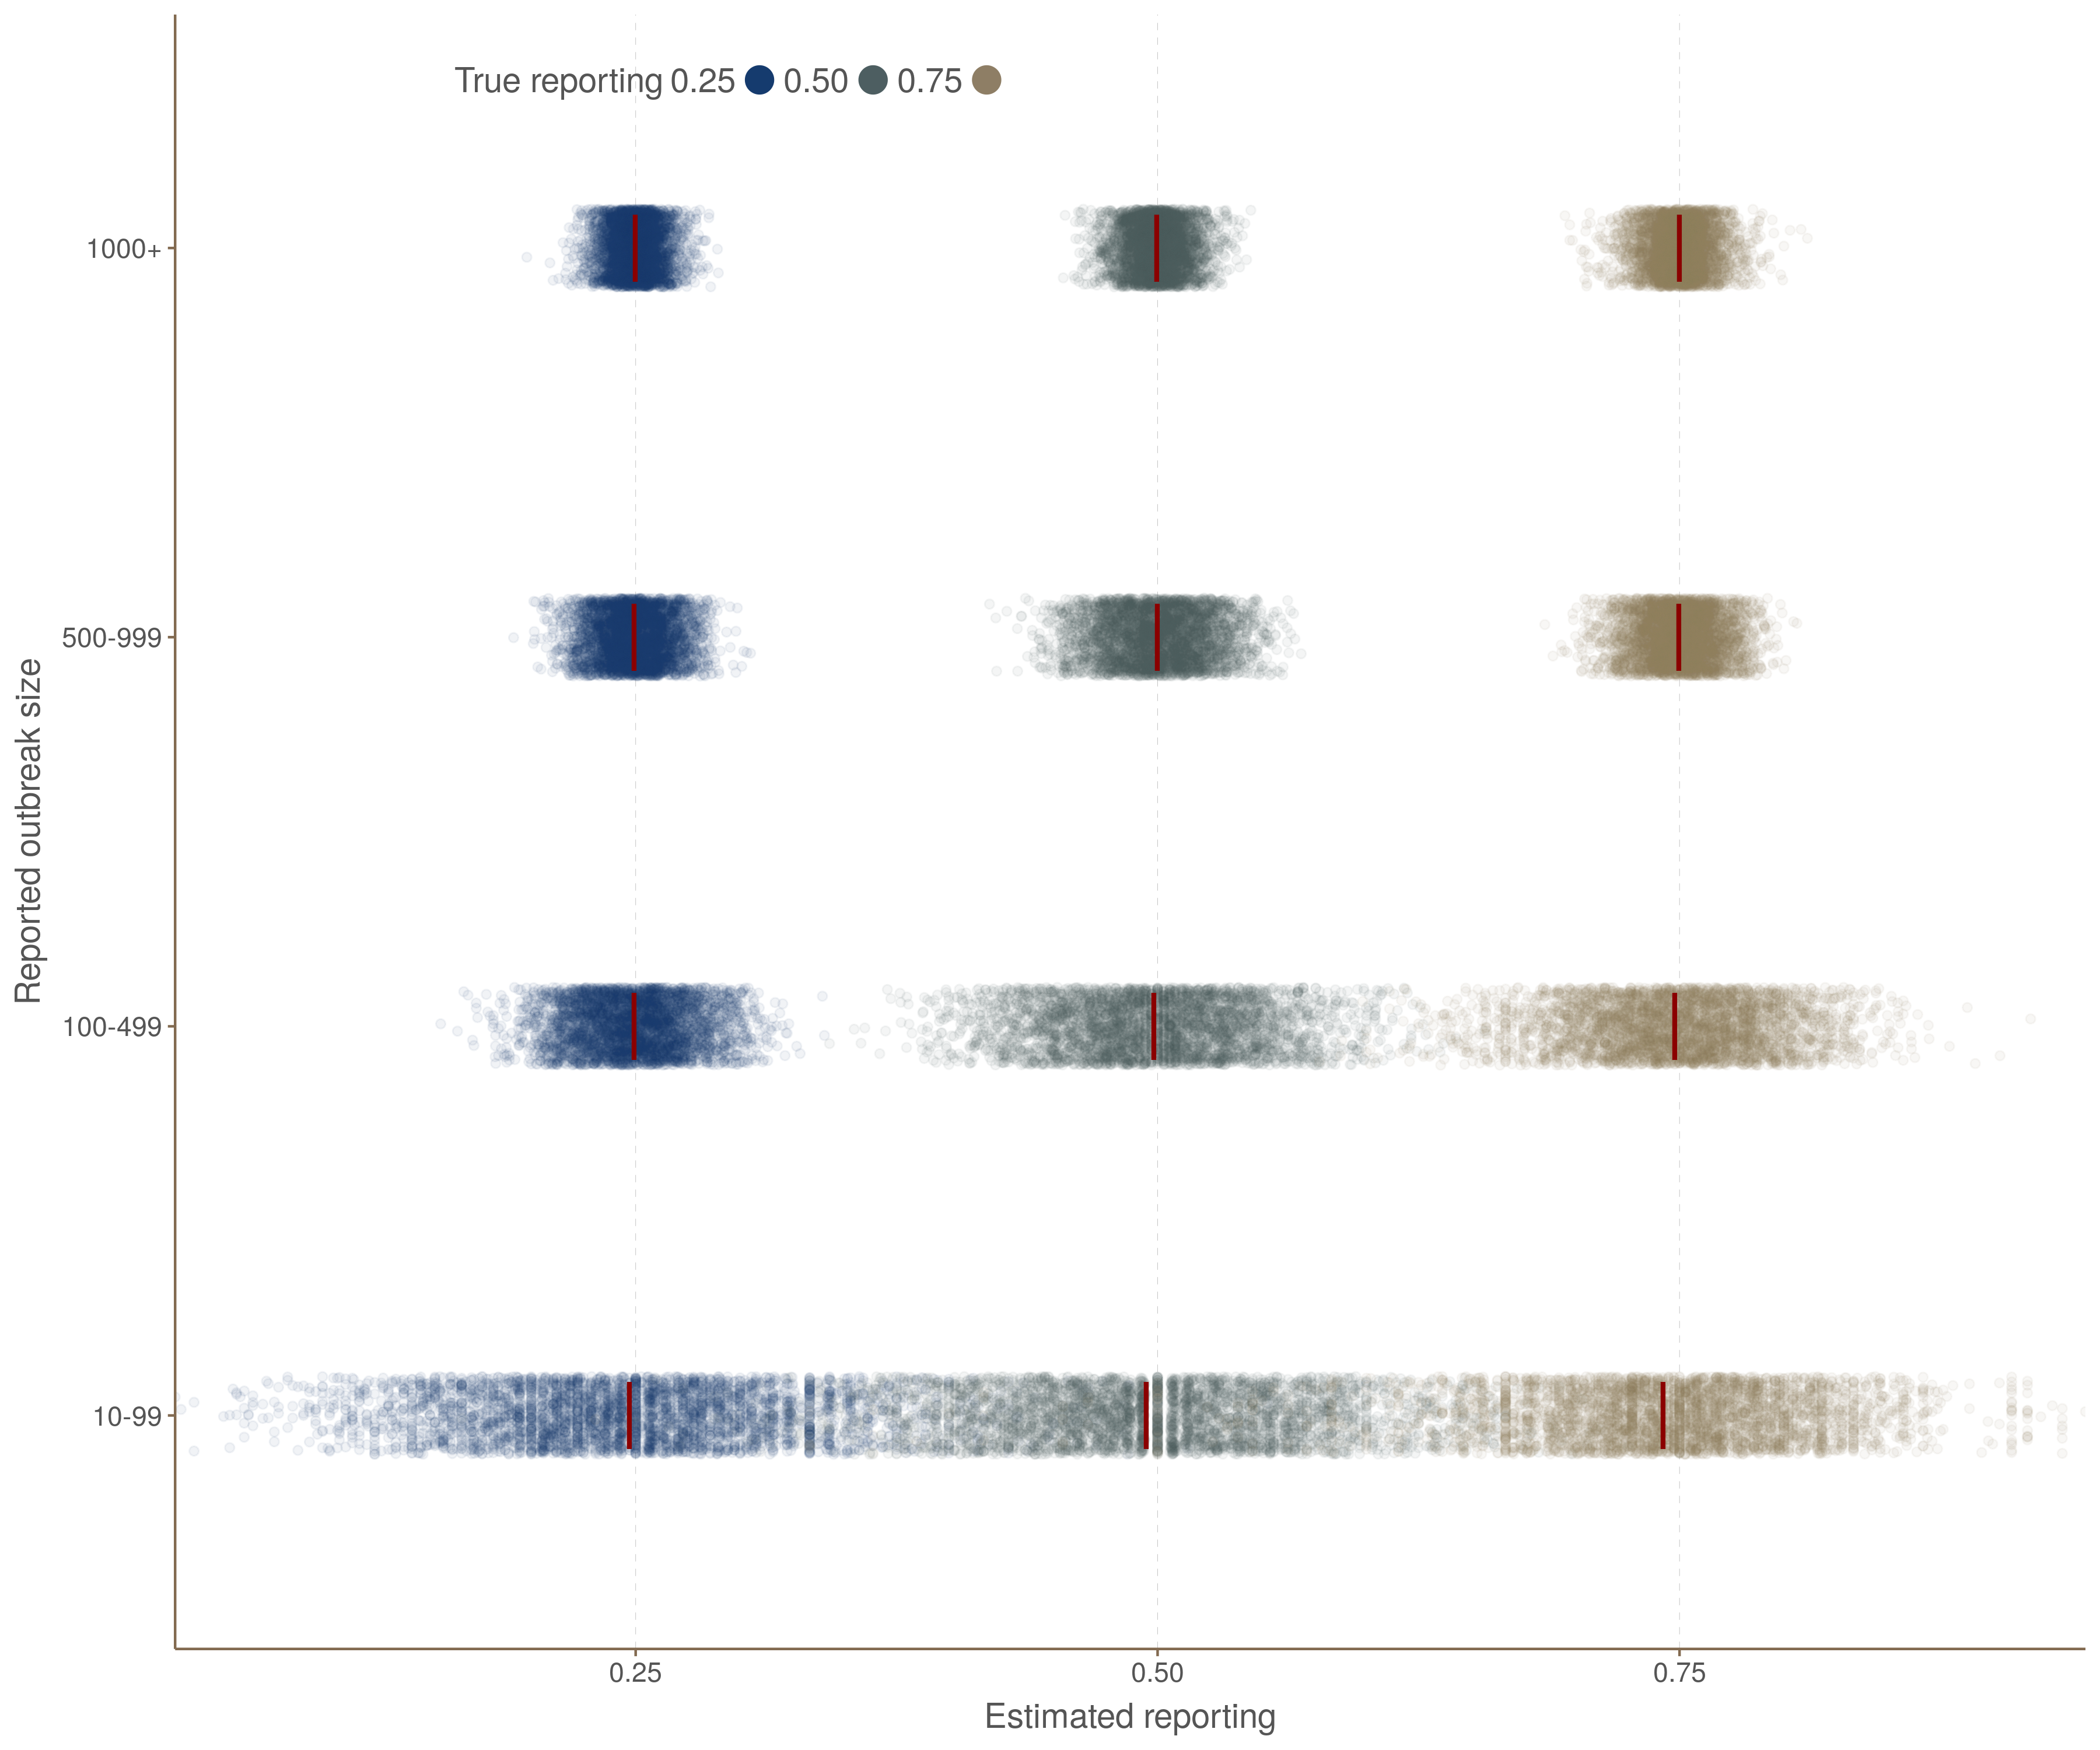 True reporting 0.25 0.50 0.75
1000+
500-999
100-499
10-99
Reported outbreak size
0.25 0.50 0.75
Estimated reporting